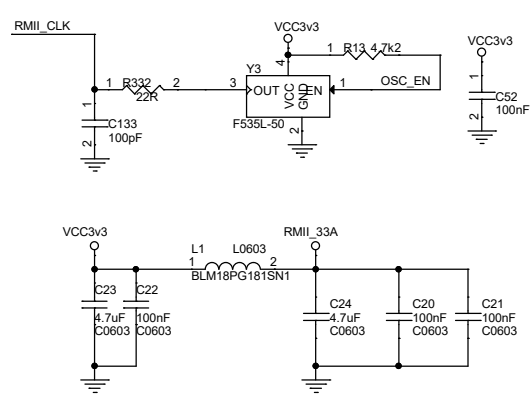 RMII_CLK
VCC3v3
1 R13 4.7k2
VCC3v3
Y3
4
1 R332 2
22R
3 OUT VCC GND EN 1 OSC_EN
F535L-50
2
1
C133
100pF
2
1
C52
100nF
2
VCC3v3
L1 L0603
RMII_33A
1 2
BLM18PG181SN1
C23
4.7uF
C0603
C22
100nF
C0603
C24
4.7uF
C0603
C20
100nF
C0603
C21
100nF
C0603